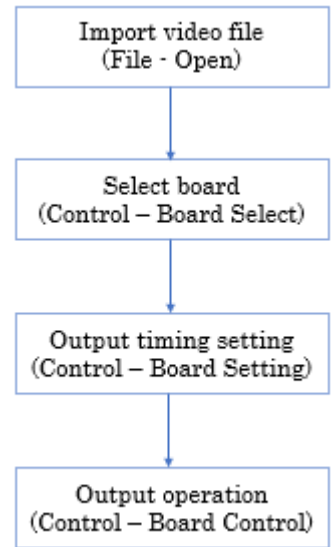 Import video file
(File - Open)
Select board
(Control – Board Select)
Output timing setting
(Control – Board Setting)
Output operation
(Control – Board Control)